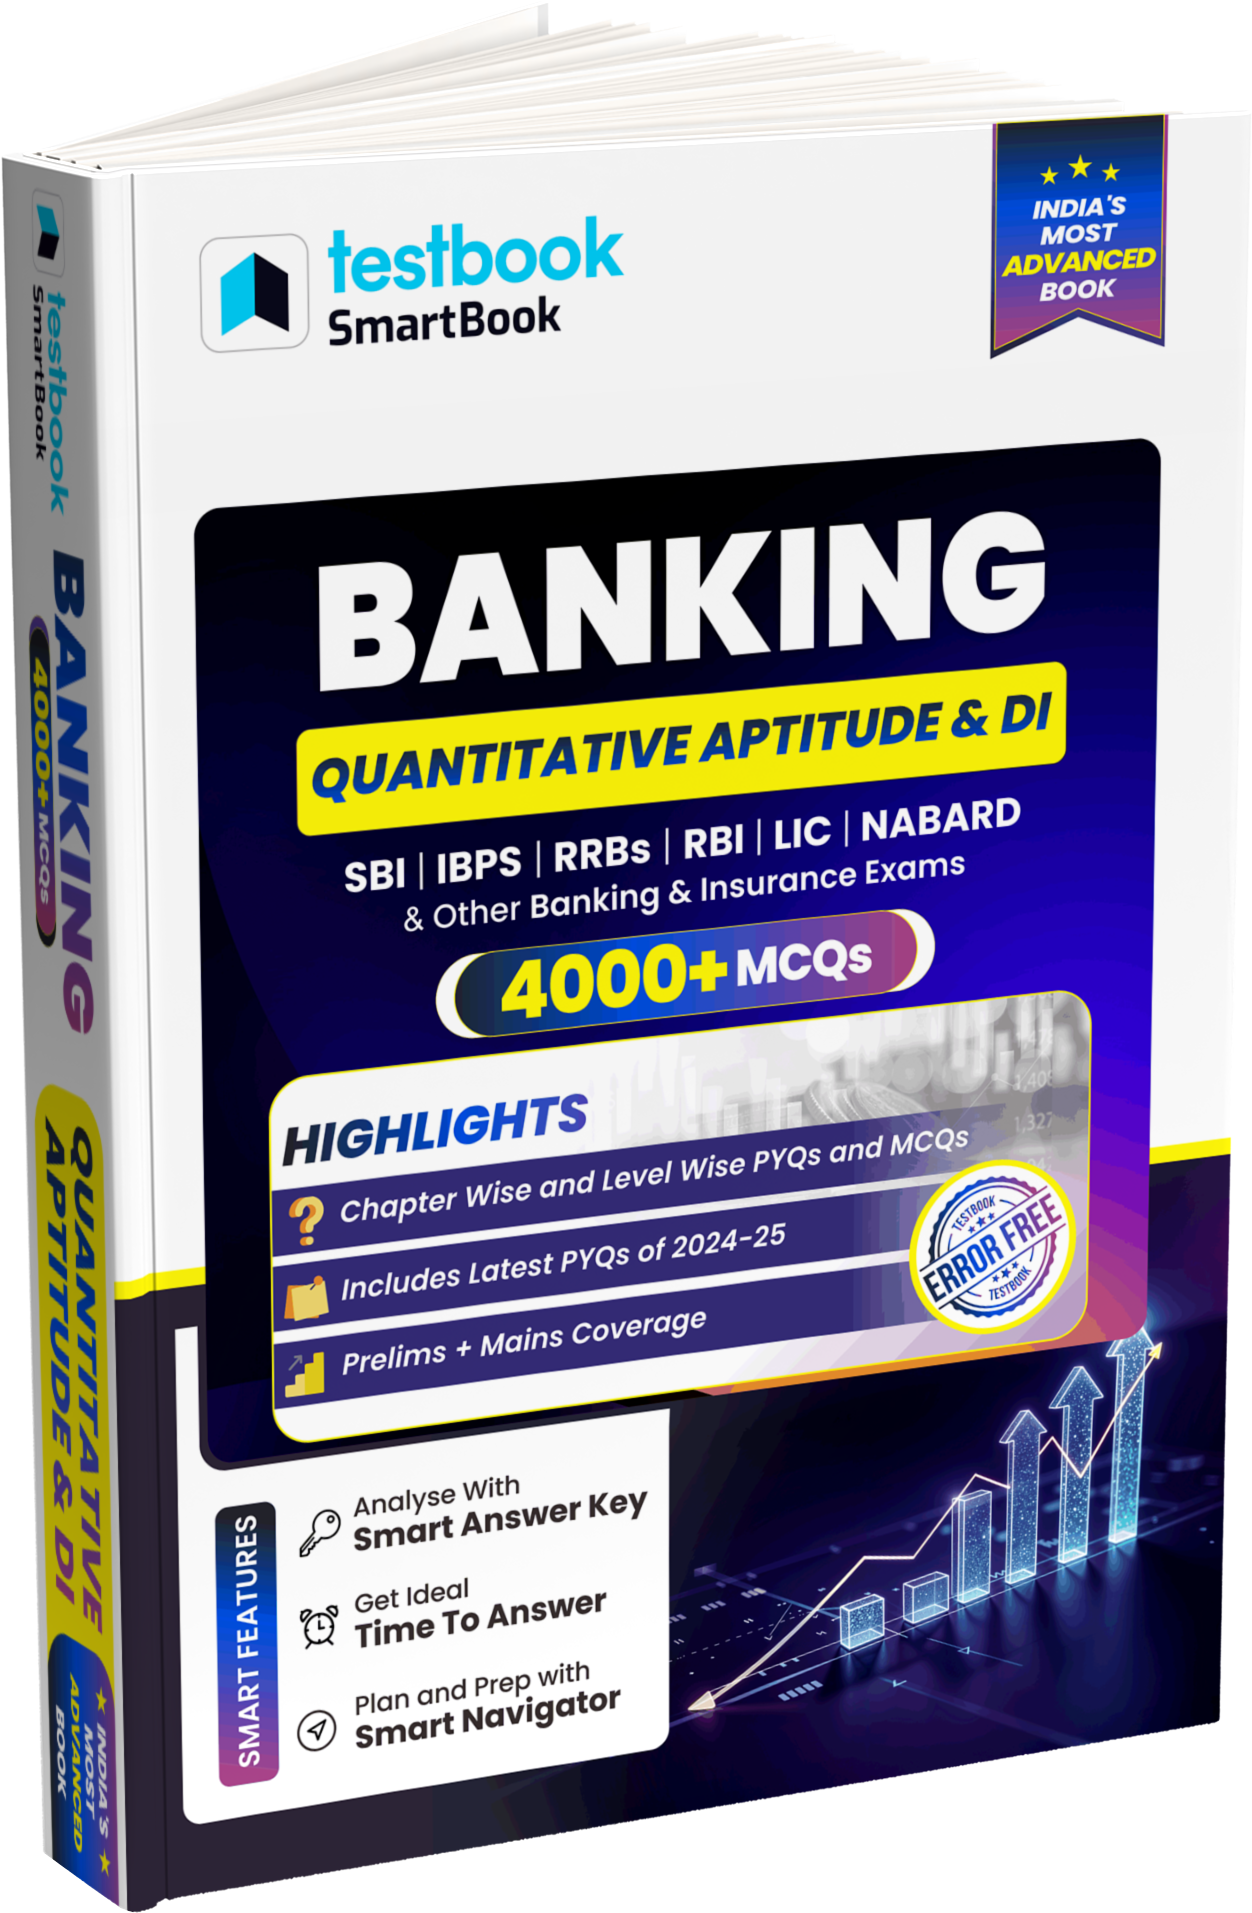 testbook
SmartBook
INDIA'S
MOST
ADVANCED
BOOK
BANKING
QUANTITATIVE APTITUDE & DI
SBI | IBPS | RRBs | RBI | LIC | NABARD
& Other Banking & Insurance Exams
4000+ MCQs
HIGHLIGHTS
Chapter Wise and Level Wise PYQs and MCQs
Includes Latest PYQs of 2024-25
Prelims + Mains Coverage
TESTBOOK
ERROR FREE
TESTBOOK
1,327
SMART FEATURES
Analyse With
Smart Answer Key
Get Ideal
Time To Answer
Plan and Prep with
Smart Navigator
testbook
SmartBook
BANKING
4000+ MCQs
QUANTITATIVE
APTITUDE & DI
INDIA'S
MOST
ADVANCED
BOOK